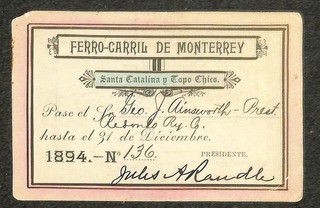 FERRO-CARRIL DE MONTERREY
Santa Catalina y Topo Chico.
Pase el Sr. Geo. J. Ainsworth - Prest.
Redondo Ry. Co.
hasta el 31 de Diciembre.
1894.-No 136. PRESIDENTE.
Jules A Randle